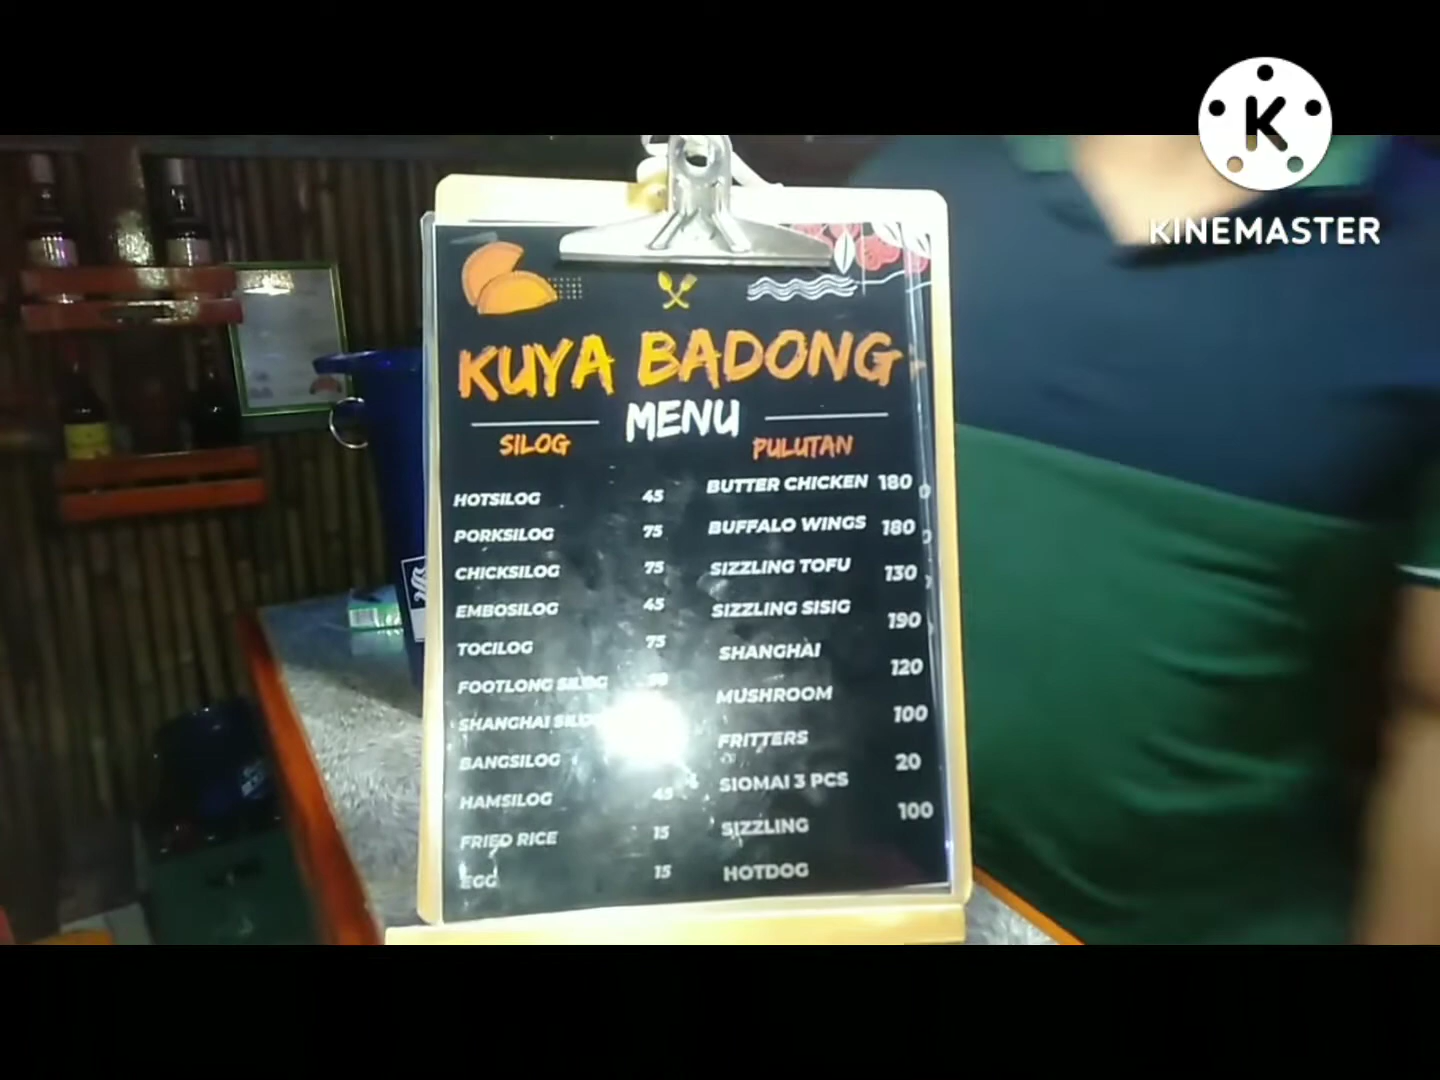 K
KINEMASTER
KUYA BADONG
MENU
SILOG
HOTSILOG 45
PORKSILOG 75
CHICKSILOG 75
EMBOSILOG 45
TOCILOG 75
FOOTLONG SILOG
SHANGHAI SILOG
BANGSILOG
HAMSILOG 45
FRIED RICE 15
EGG 15
PULUTAN
BUTTER CHICKEN 180
BUFFALO WINGS 180
SIZZLING TOFU 130
SIZZLING SISIG 190
SHANGHAI 120
MUSHROOM 100
FRITTERS
SIOMAI 3 PCS 20
SIZZLING 100
HOTDOG